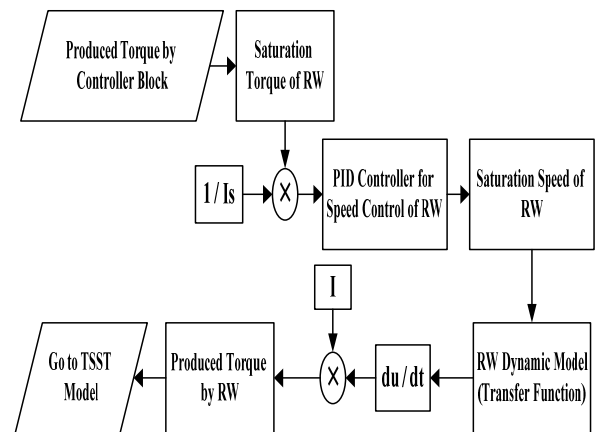 Produced Torque by
Controller Block
Saturation
Torque of RW
1 / Is
×
PID Controller for
Speed Control of RW
Saturation Speed of
RW
I
Go to TSST
Model
Produced Torque
by RW
×
du/dt
RW Dynamic Model
(Transfer Function)